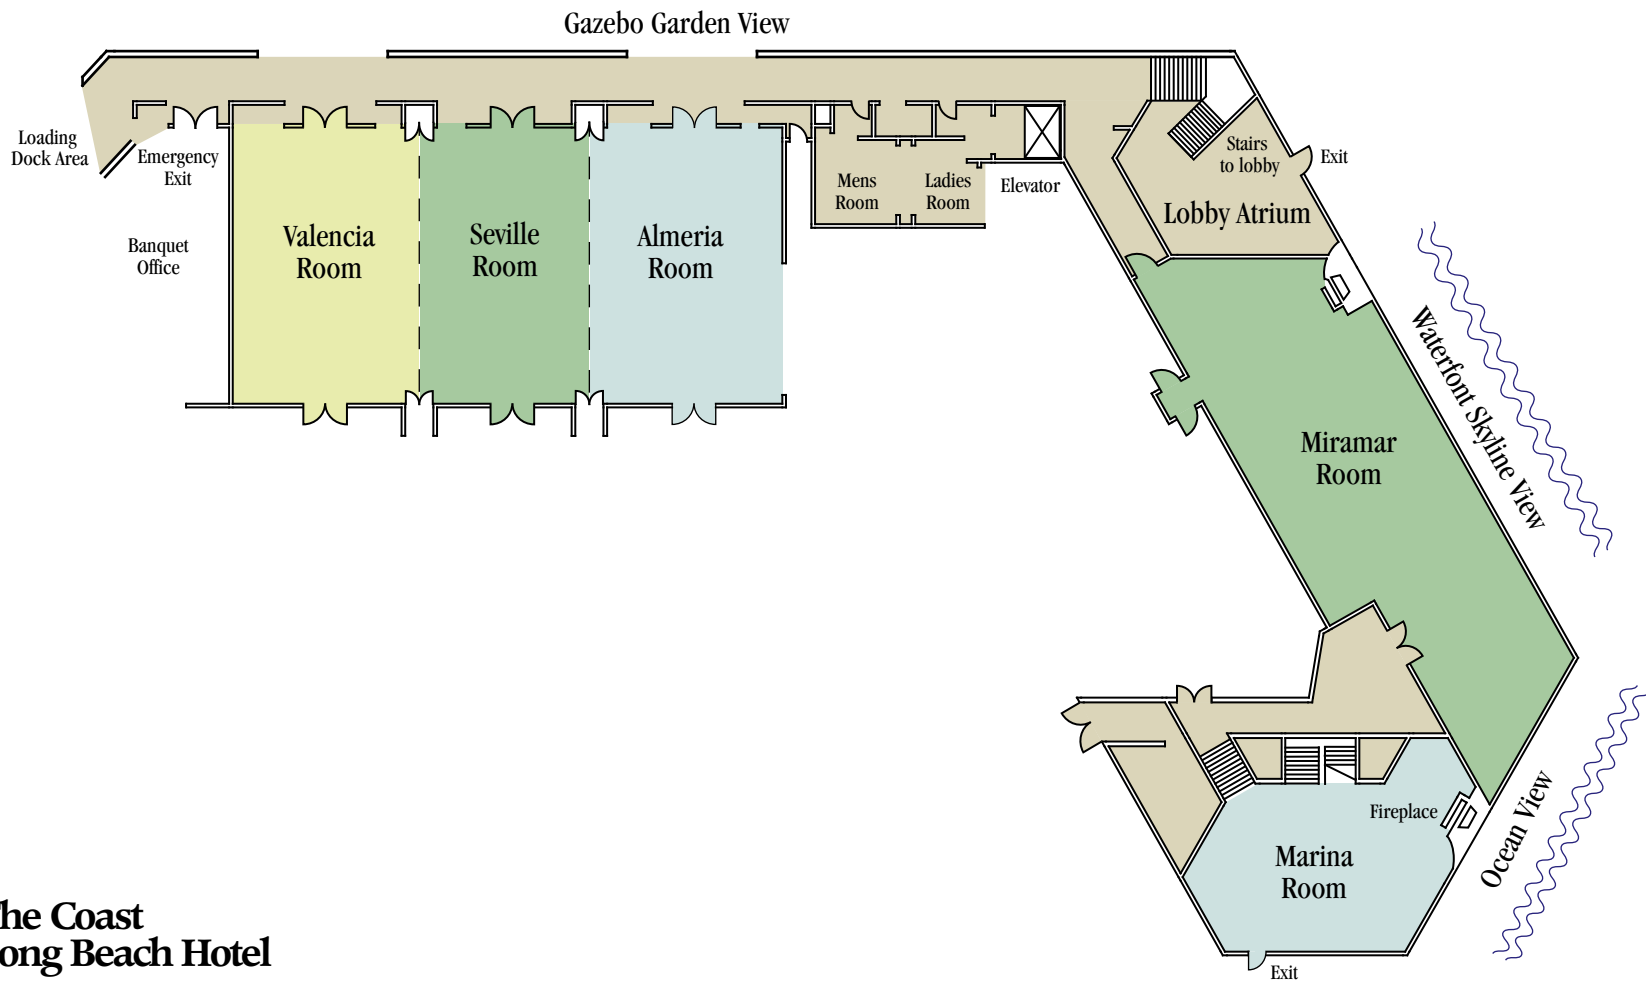 Gazebo Garden View
Loading
Dock Area
Emergency
Exit
Banquet
Office
Valencia
Room
Seville
Room
Almeria
Room
Mens
Room
Ladies
Room
Elevator
Stairs
to lobby
Exit
Lobby Atrium
Waterfont Skyline View
Miramar
Room
Fireplace
Ocean View
Marina
Room
Exit
he Coast
ong Beach Hotel